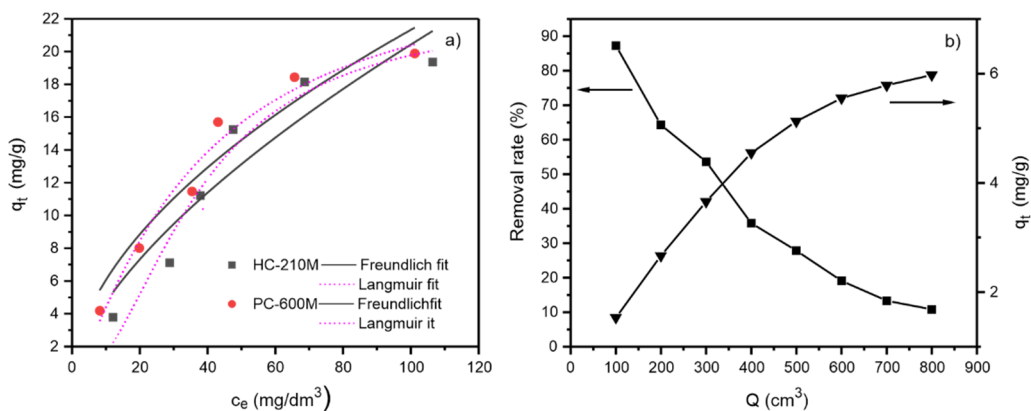 a)
22
20
18
16
14
12
10
8
6
4
2
q_t (mg/g)
HC-210M Freundlich fit
Langmuir fit
PC-600M Freundlichfit
Langmuir it
0 20 40 60 80 100 120
c_e (mg/dm³)
b)
90
80
70
60
50
40
30
20
10
0
Removal rate (%)
6
4
2
q_t (mg/g)
0 100 200 300 400 500 600 700 800 900
Q (cm³)